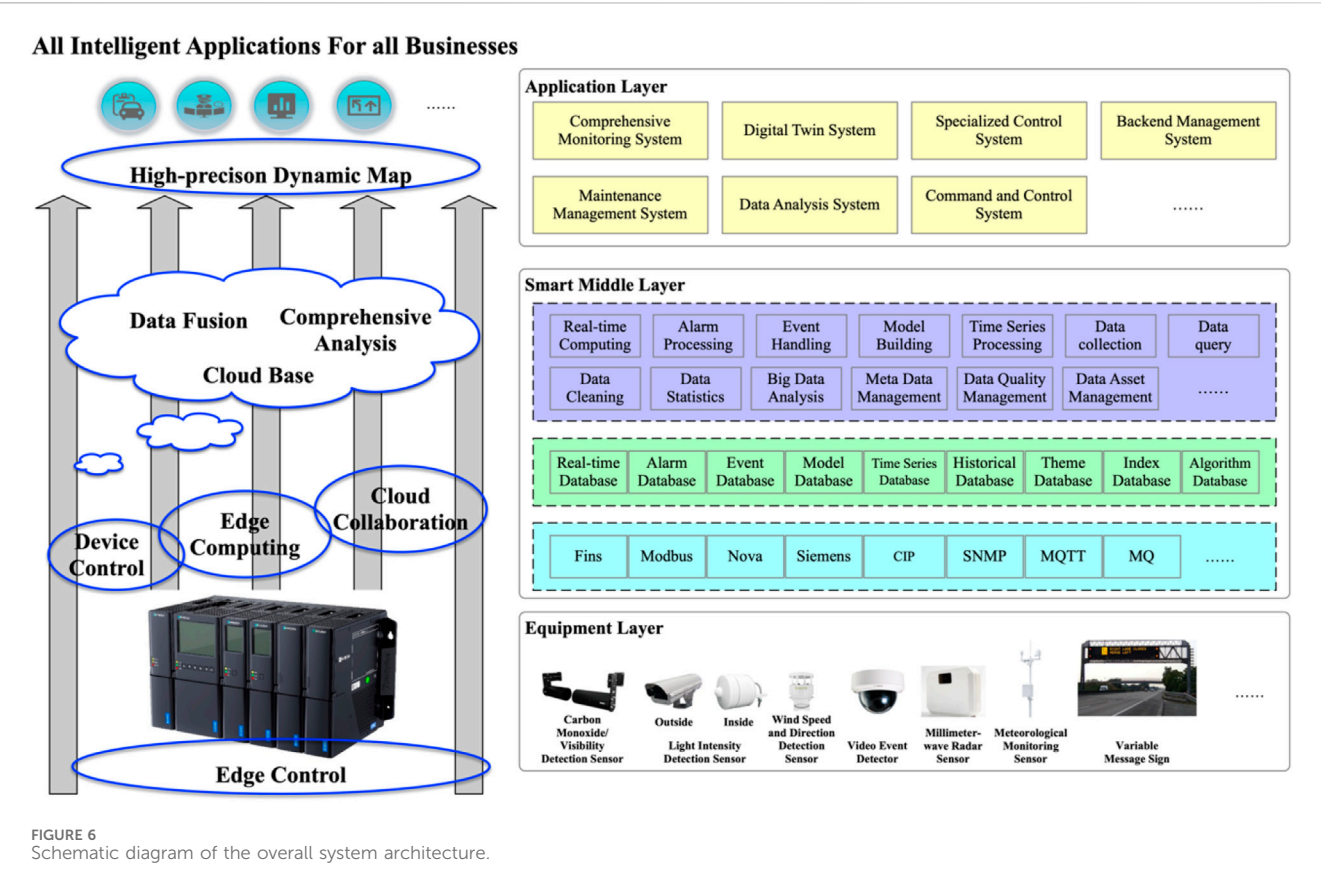 All Intelligent Applications For all Businesses
......
High-precison Dynamic Map
Data Fusion
Comprehensive
Analysis
Cloud Base
Cloud
Collaboration
Edge
Computing
Device
Control
Edge Control
Application Layer
Comprehensive
Monitoring System
Digital Twin System
Specialized Control
System
Backend Management
System
Maintenance
Management System
Data Analysis System
Command and Control
System
......
Smart Middle Layer
Real-time
Computing
Alarm
Processing
Event
Handling
Model
Building
Time Series
Processing
Data
collection
Data
query
Data
Cleaning
Data
Statistics
Big Data
Analysis
Meta Data
Management
Data Quality
Management
Data Asset
Management
......
Real-time
Database
Alarm
Database
Event
Database
Model
Database
Time Series
Database
Historical
Database
Theme
Database
Index
Database
Algorithm
Database
Fins
Modbus
Nova
Siemens
CIP
SNMP
MQTT
MQ
......
Equipment Layer
Carbon
Monoxide/
Visibility
Detection Sensor
Outside
Inside
Light Intensity
Detection Sensor
Wind Speed
and Direction
Detection
Sensor
Video Event
Detector
Millimeter-
wave Radar
Sensor
Meteorological
Monitoring
Sensor
Variable
Message Sign
......
FIGURE 6
Schematic diagram of the overall system architecture.